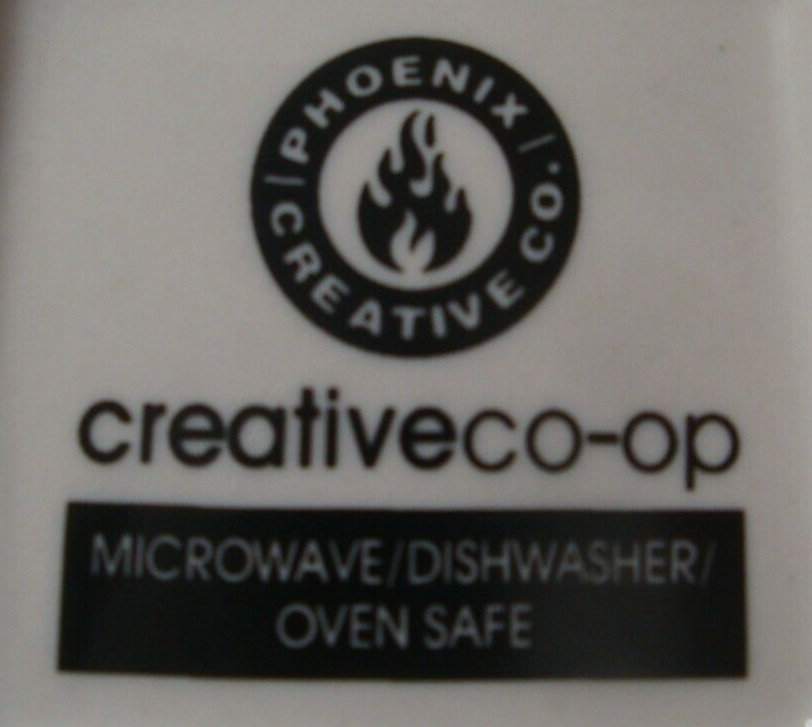 PHOENIX
CREATIVE CO.
creativeco-op
MICROWAVE/DISHWASHER/
OVEN SAFE